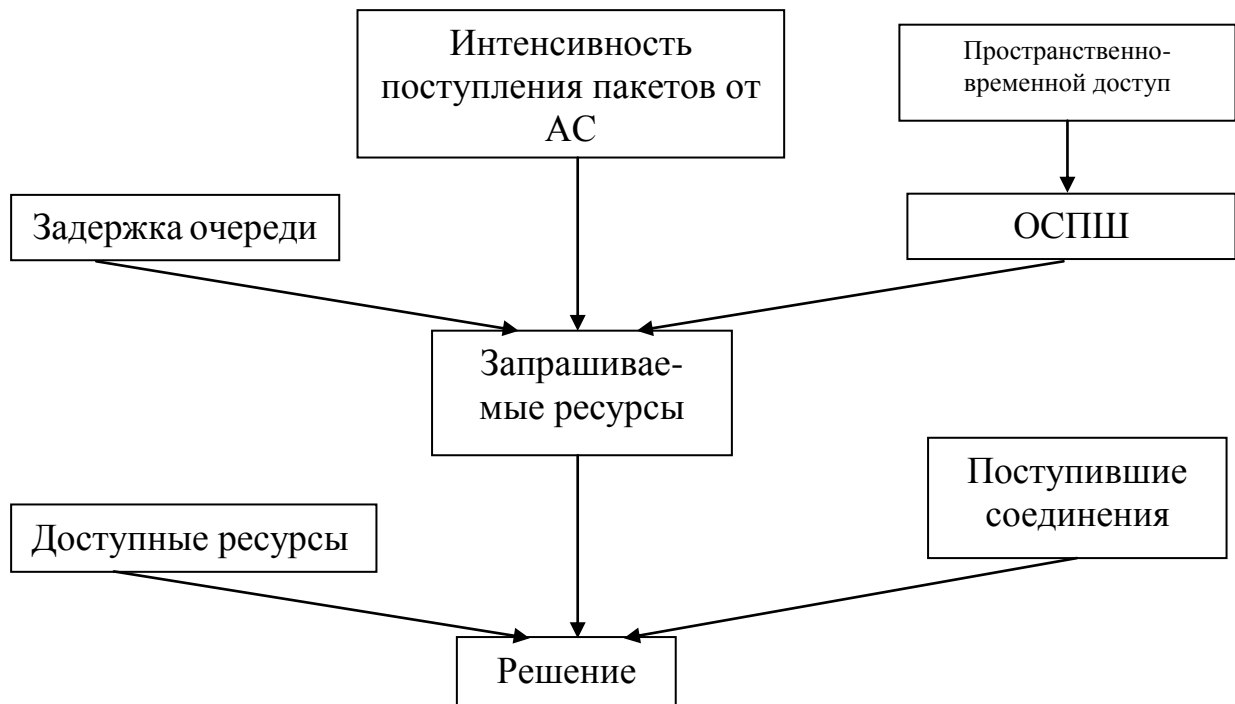 Интенсивность
поступления пакетов от
АС
Пространственно-
временной доступ
Задержка очереди
ОСПШ
Запрашивае-
мые ресурсы
Поступившие
соединения
Доступные ресурсы
Решение